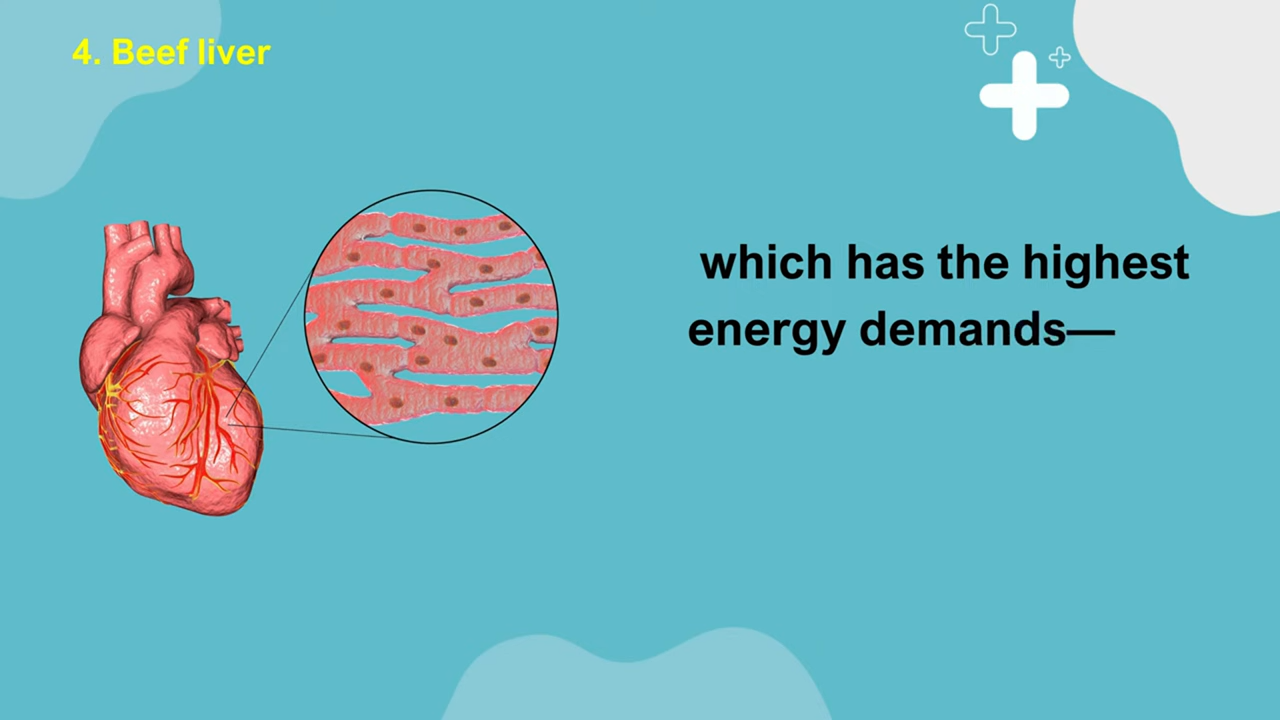 4. Beef liver
which has the highest
energy demands—